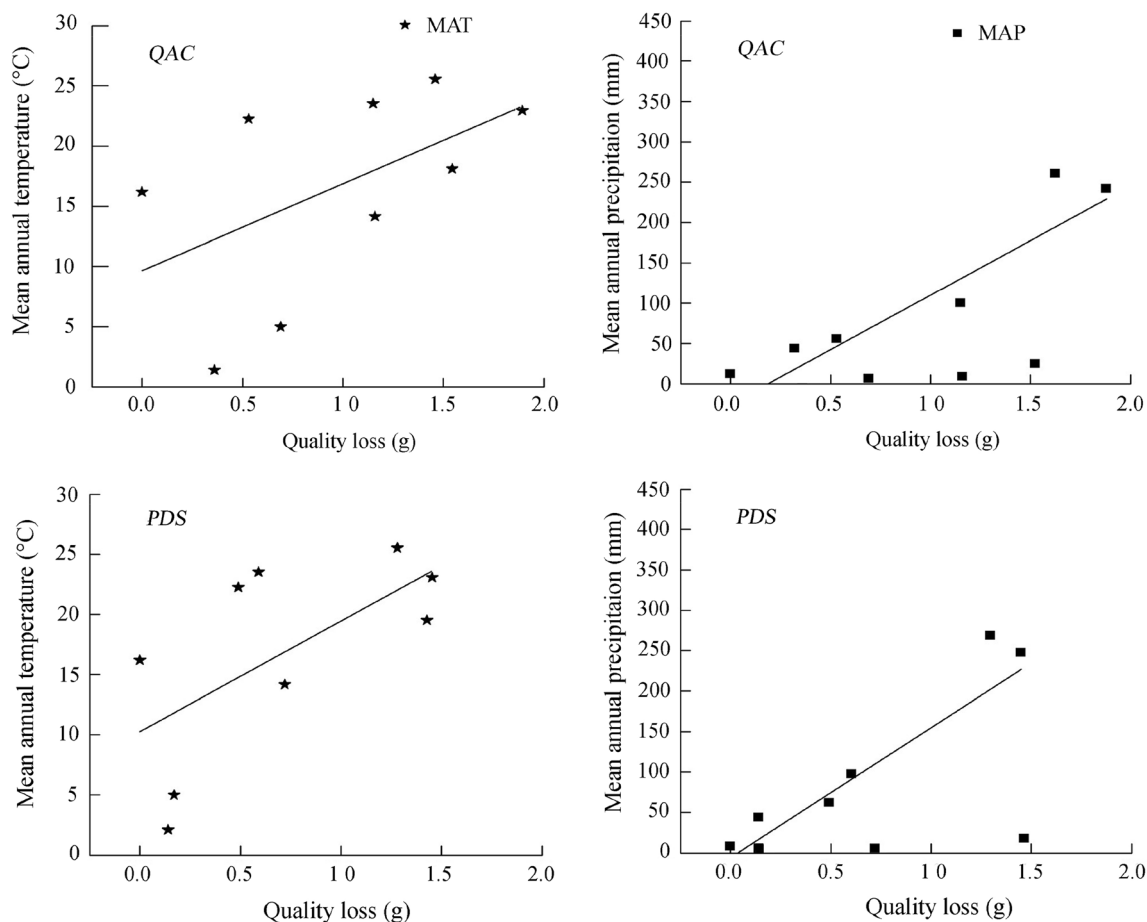 MAT
QAC
Mean annual temperature (°C)
30
25
20
15
10
5
0
0.0 0.5 1 0 1.5 2.0
Quality loss (g)
MAP
QAC
Mean annual precipitaion (mm)
450
400
350
300
250
200
150
100
50
0
0.0 0.5 1 0 1.5 2.0
Quality loss (g)
PDS
Mean annual temperature (°C)
30
25
20
15
10
5
0
0.0 0.5 1.0 1.5 2.0
Quality loss (g)
PDS
Mean annual precipitaion (mm)
450
400
350
300
250
200
150
100
50
0
0.0 0.5 1.0 1.5 2.0
Quality loss (g)